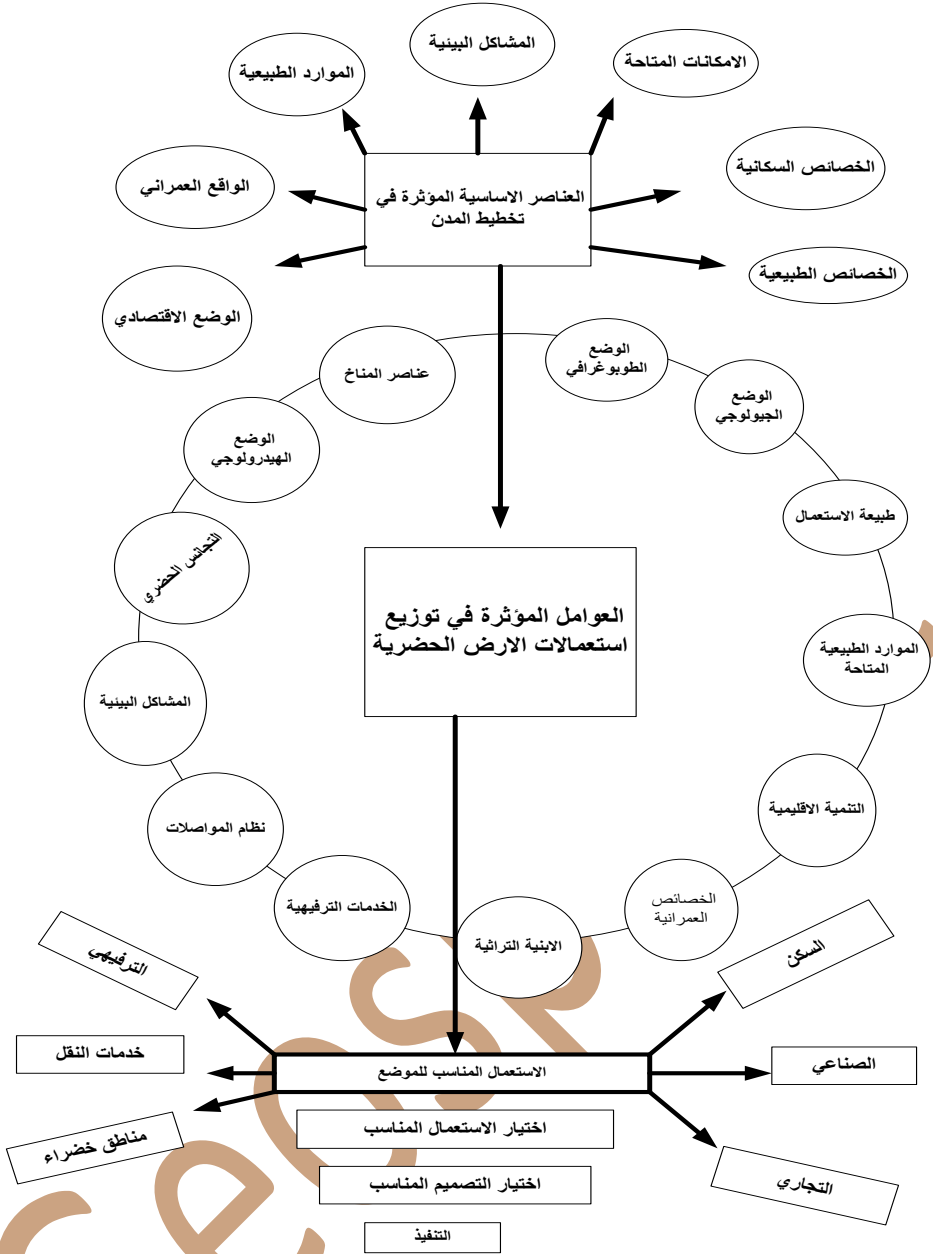 المشاكل البيئية
الامكانات المتاحة
الموارد الطبيعية
الخصائص السكانية
الواقع العمراني
العناصر الاساسية المؤثرة في
تخطيط المدن
الخصائص الطبيعية
الوضع الاقتصادي
الوضع
الطوبوغرافي
عناصر المناخ
الوضع
الجيولوجي
الوضع
الهيدرولوجي
طبيعة الاستعمال
التجانس الحضري
العوامل المؤثرة في توزيع
استعمالات الارض الحضرية
الموارد الطبيعية
المتاحة
المشاكل البيئية
التنمية الاقليمية
نظام المواصلات
الخصائص
العمرانية
الخدمات الترفيهية
الابنية التراثية
السكن
الترفيهي
خدمات النقل
الصناعي
الاستعمال المناسب للموضع
مناطق خضراء
اختيار الاستعمال المناسب
التجاري
اختيار التصميم المناسب
التنفيذ